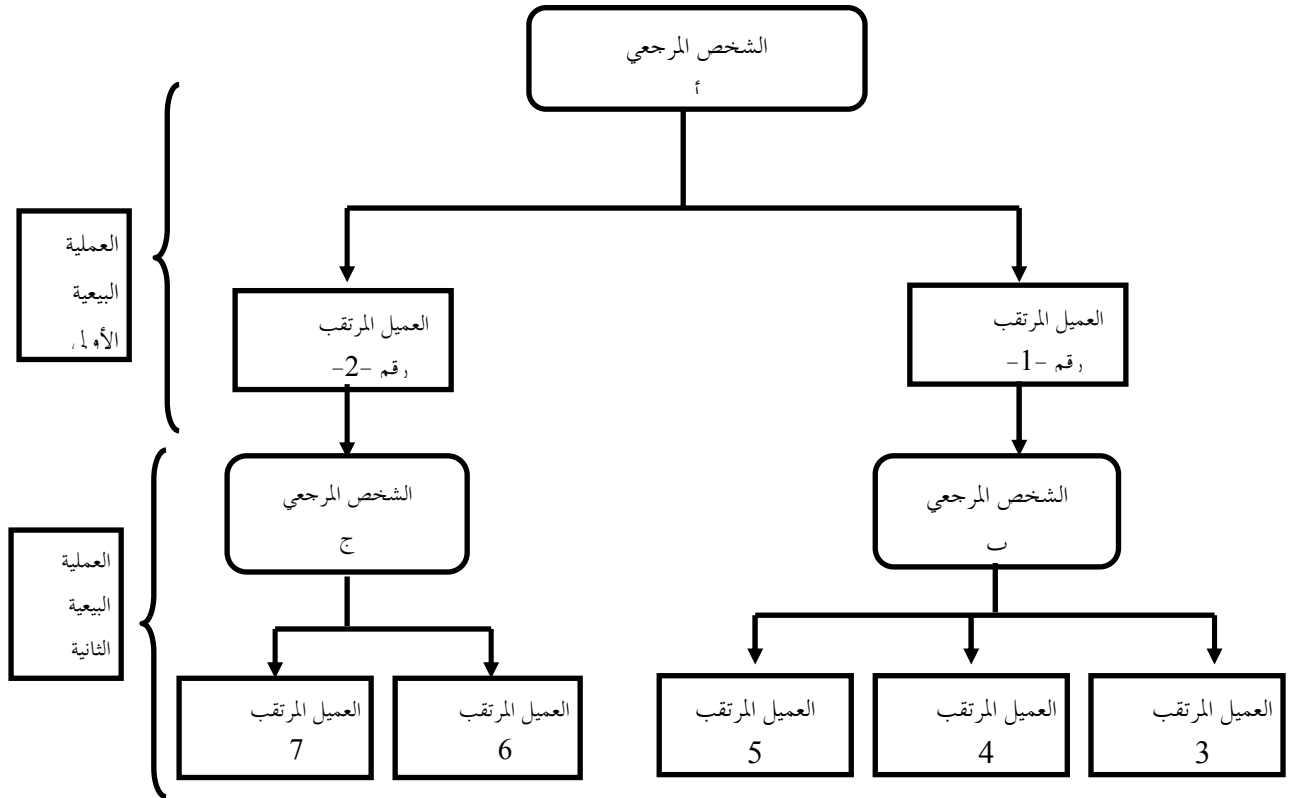 الشخص المرجعي
أ
العملية
البيعية
الأولى
العميل المرتقب
رقم -1-
العميل المرتقب
رقم -2-
الشخص المرجعي
ب
الشخص المرجعي
ج
العملية
البيعية
الثانية
العميل المرتقب
3
العميل المرتقب
4
العميل المرتقب
5
العميل المرتقب
6
العميل المرتقب
7